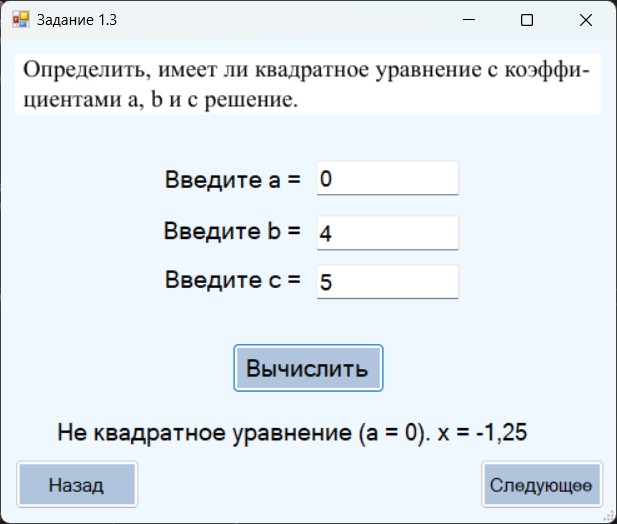 Задание 1.3
Определить, имеет ли квадратное уравнение с коэффи-
циентами a, b и c решение.
Введите a = 0
Введите b = 4
Введите c = 5
Вычислить
Не квадратное уравнение (a = 0). x = -1,25
Назад Следующее